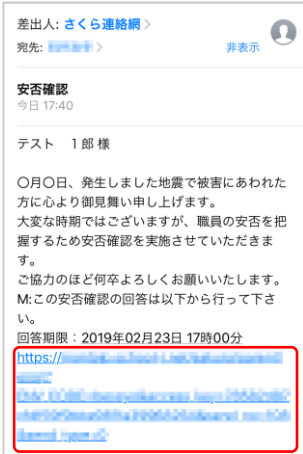 差出人: さくら連絡網 >
宛先: >
非表示
安否確認
今日 17:40
テスト　1郎 様
〇月〇日、発生しました地震で被害にあわれた
方に心より御見舞い申し上げます。
大変な時期ではございますが、職員の安否を把
握するため安否確認を実施させていただきま
す。
ご協力のほど何卒よろしくお願いいたします。
M:この安否確認の回答は以下から行って下さ
い。
回答期限：2019年02月23日 17時00分
https://